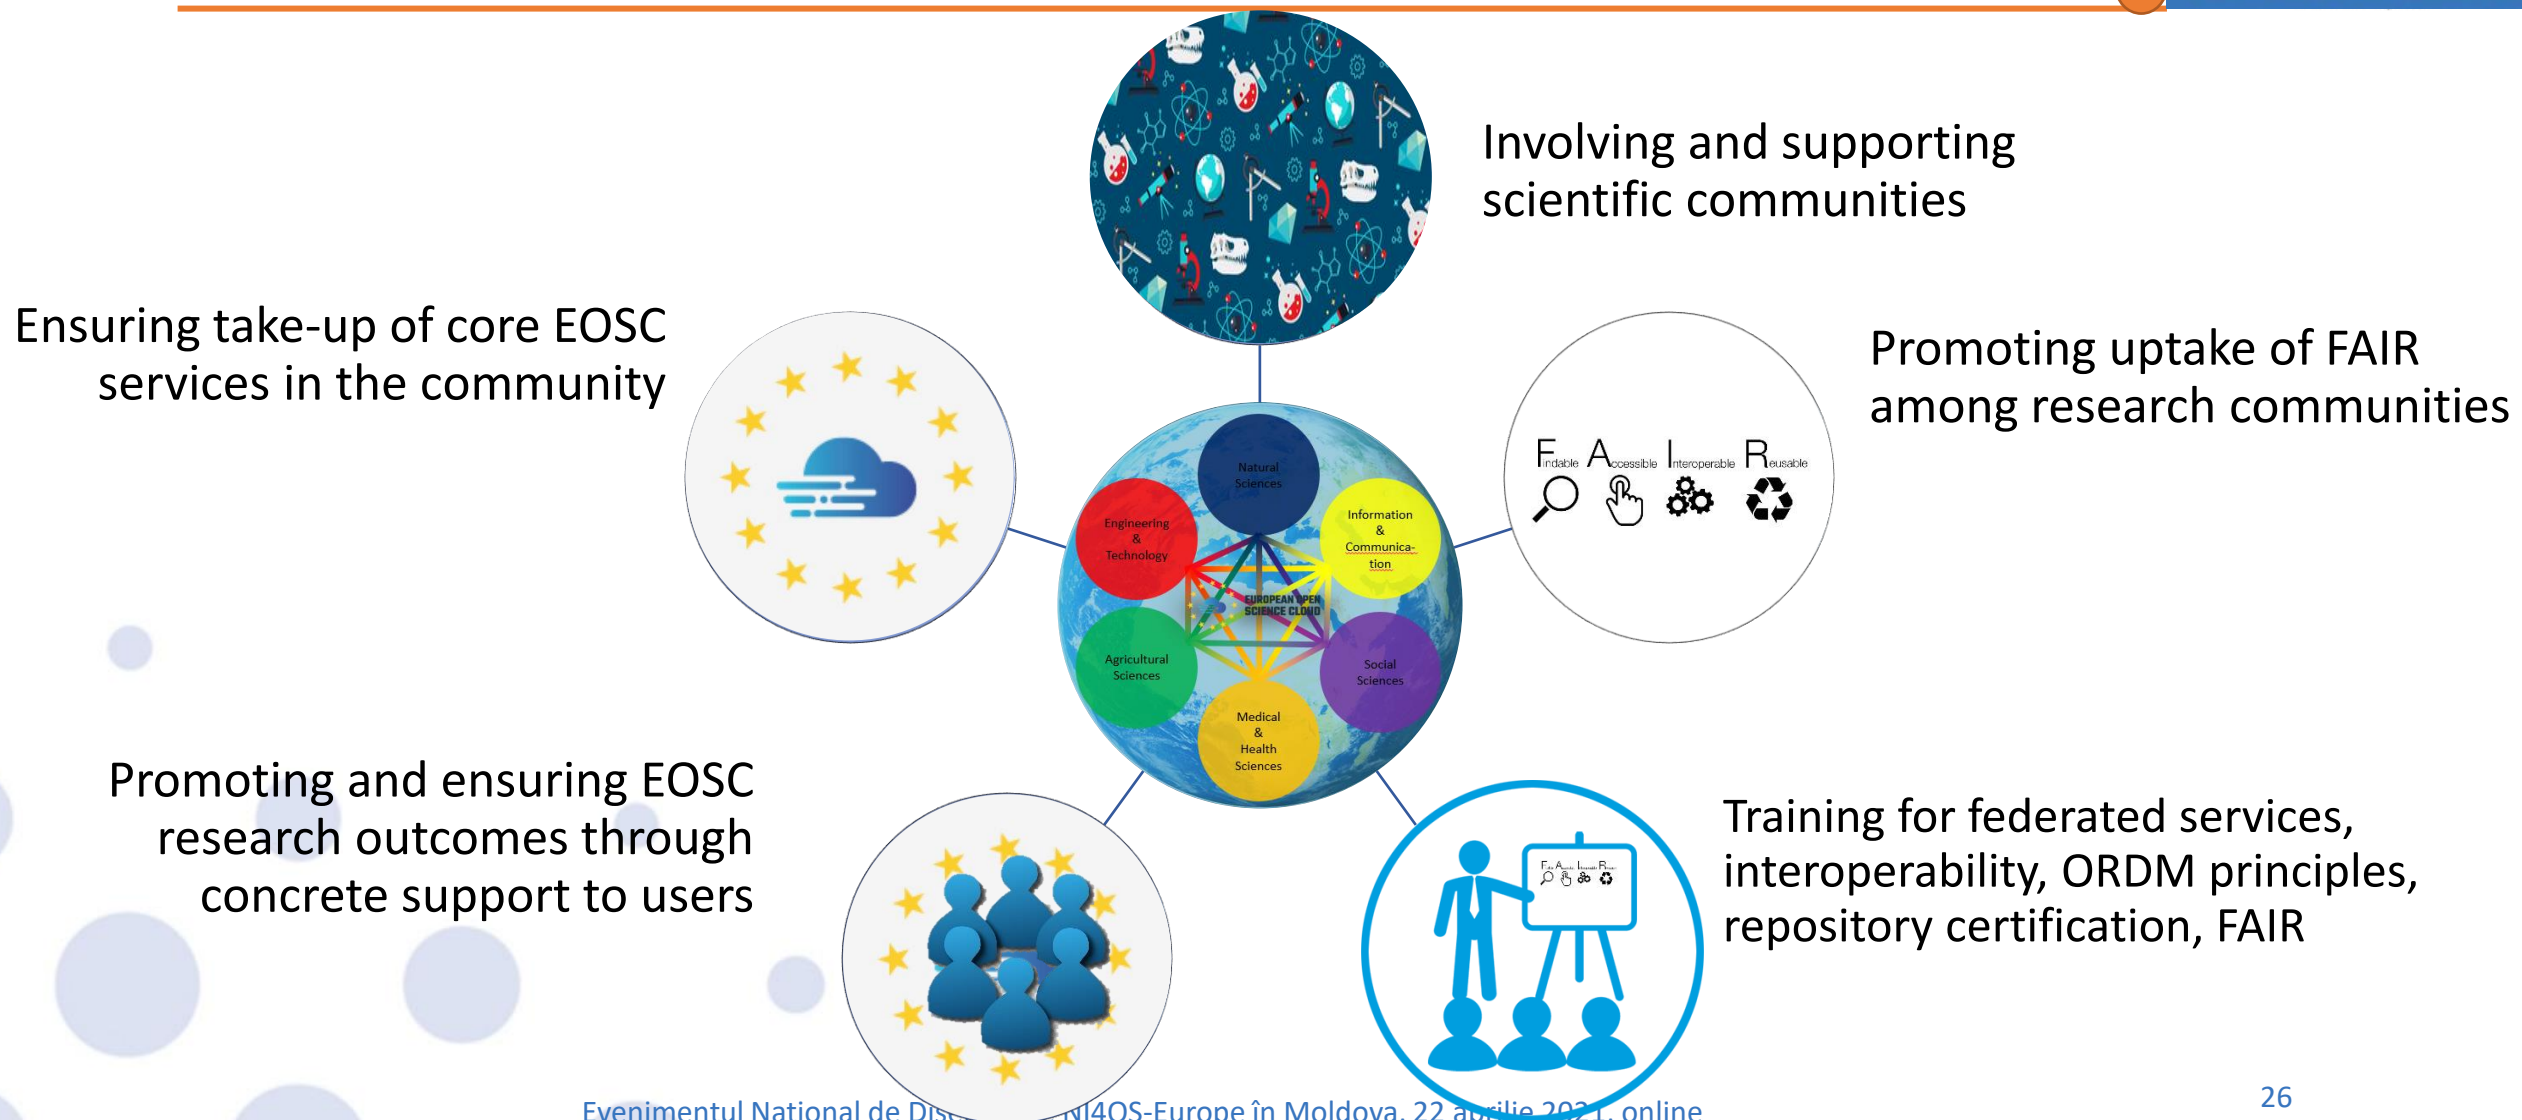 Involving and supporting
scientific communities
Ensuring take-up of core EOSC
services in the community
Promoting uptake of FAIR
among research communities
Findable Accessible Interoperable Reusable
Natural
Sciences
Engineering
&
Technology
Information
&
Communica-
tion
EUROPEAN OPEN
SCIENCE CLOUD
Agricultural
Sciences
Social
Sciences
Medical
&
Health
Sciences
Promoting and ensuring EOSC
research outcomes through
concrete support to users
Training for federated services,
interoperability, ORDM principles,
repository certification, FAIR
Evenimentul Național de NI4OS-Europe în Moldova, 22 aprilie 2021, online
26